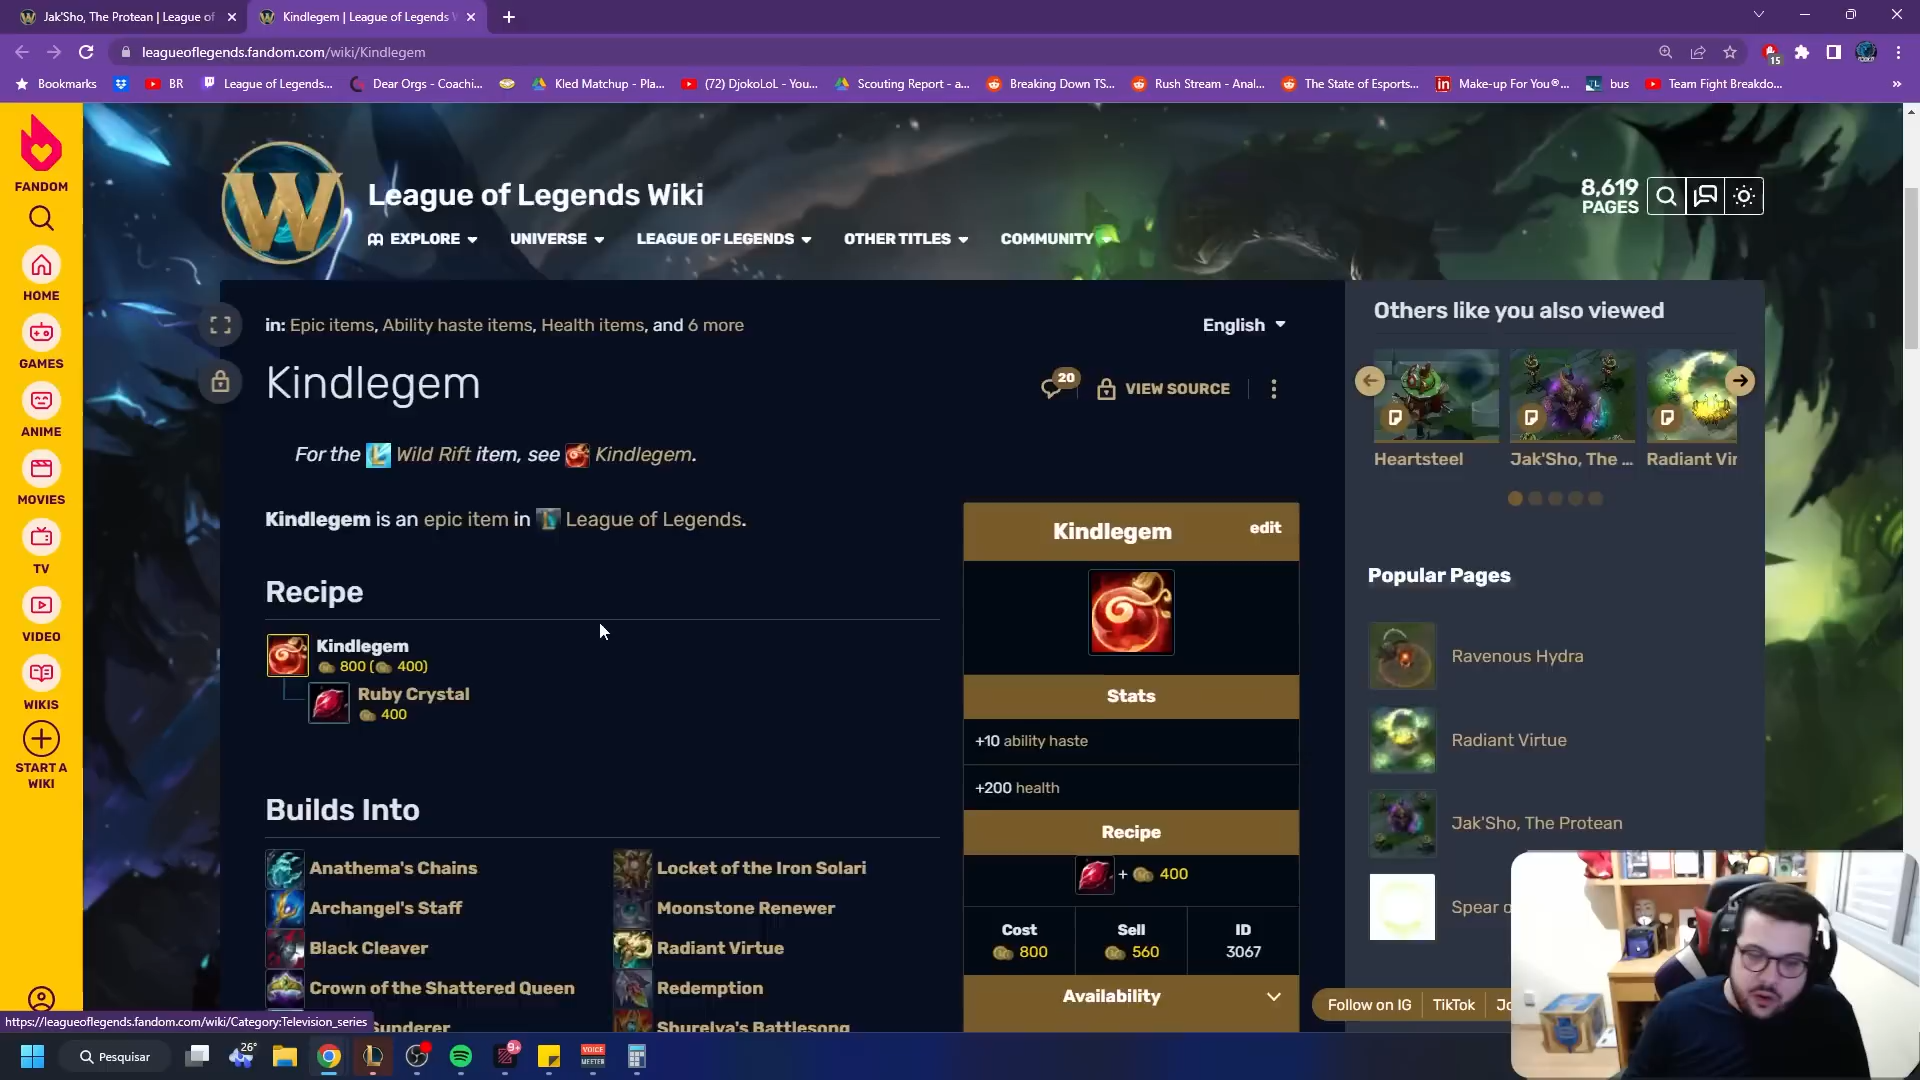 Jak'Sho, The Protean | League of
Kindlegem | League of Legends W
leagueoflegends.fandom.com/wiki/Kindlegem
15
Bookmarks
BR
League of Legends...
Dear Orgs - Coachi...
Kled Matchup - Pla...
(72) DjokoLoL - You...
Scouting Report - a...
Breaking Down TS...
Rush Stream - Anal...
The State of Esports...
Make-up For You®...
bus
Team Fight Breakdo...
FANDOM
HOME
GAMES
ANIME
MOVIES
TV
VIDEO
WIKIS
START A
WIKI
W
League of Legends Wiki
EXPLORE
UNIVERSE
LEAGUE OF LEGENDS
OTHER TITLES
COMMUNITY
8,619
PAGES
in: Epic items, Ability haste items, Health items, and 6 more
English
Kindlegem
20
VIEW SOURCE
For the Wild Rift item, see Kindlegem.
Kindlegem is an epic item in League of Legends.
Recipe
Kindlegem
800 ( 400)
Ruby Crystal
400
Builds Into
Anathema's Chains
Archangel's Staff
Black Cleaver
Crown of the Shattered Queen
Sunderer
Locket of the Iron Solari
Moonstone Renewer
Radiant Virtue
Redemption
Shurelya's Battlesong
Kindlegem
edit
Stats
+10 ability haste
+200 health
Recipe
+ 400
Cost
800
Sell
560
ID
3067
Availability
Others like you also viewed
Heartsteel
Jak'Sho, The ...
Radiant Vir
Popular Pages
Ravenous Hydra
Radiant Virtue
Jak'Sho, The Protean
Spear o
Follow on IG
TikTok
Jo
https://leagueoflegends.fandom.com/wiki/Category:Television_series
Pesquisar
26°
9+
VOICE
MEETER